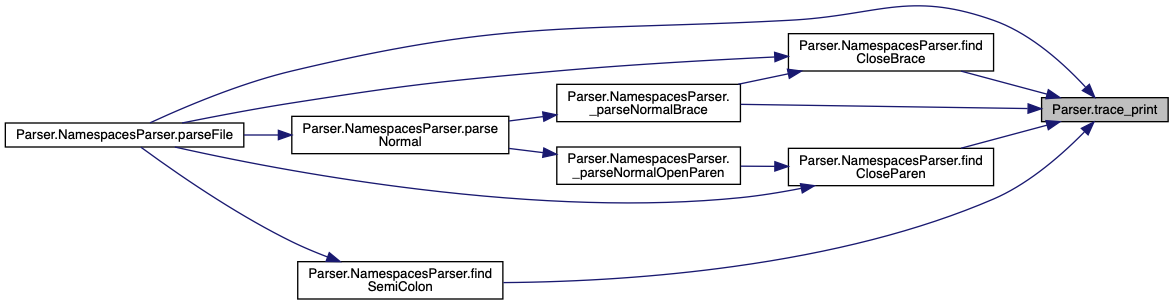 Parser.NamespacesParser.parseFile
Parser.NamespacesParser.parse
Normal
Parser.NamespacesParser.find
SemiColon
Parser.NamespacesParser.
_parseNormalBrace
Parser.NamespacesParser.
_parseNormalOpenParen
Parser.NamespacesParser.find
CloseBrace
Parser.NamespacesParser.find
CloseParen
Parser.trace_print